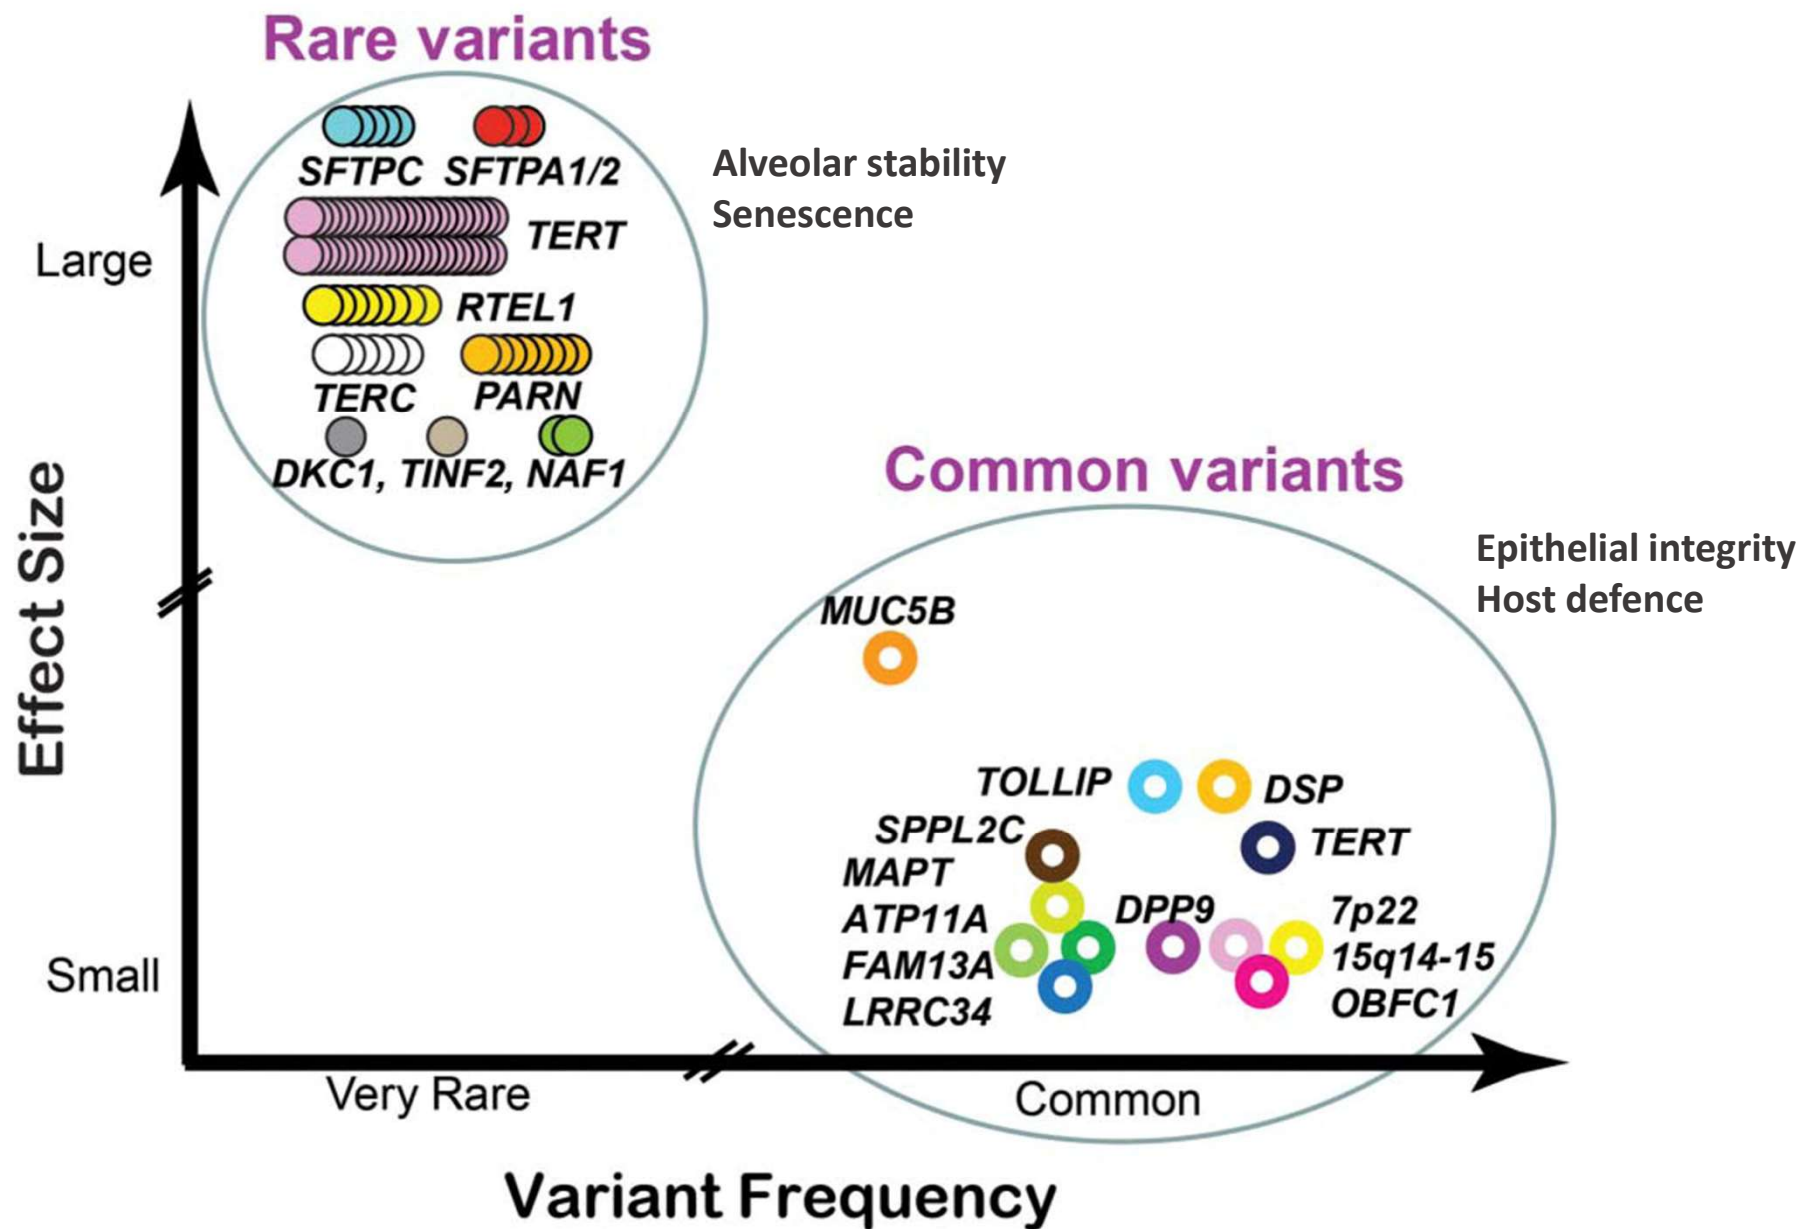 Rare variants
SFTPC SFTPA1/2
Alveolar stability
Senescence
TERT
Large
RTEL1
TERC PARN
DKC1, TINF2, NAF1
Effect Size
Common variants
Epithelial integrity
Host defence
MUC5B
TOLLIP DSP
SPPL2C TERT
MAPT
ATP11A DPP9 7p22
FAM13A 15q14-15
LRRC34 OBFC1
Small
Very Rare Common
Variant Frequency